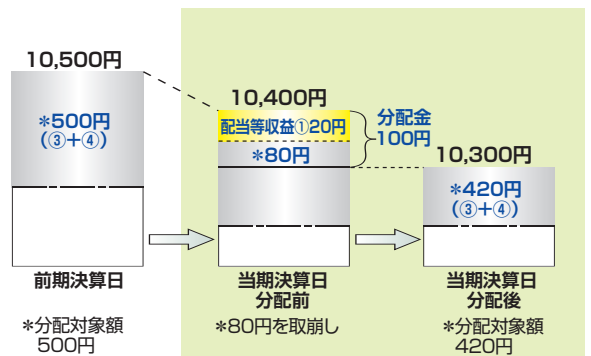 10,500円
＊500円
（③＋④）
前期決算日
＊分配対象額
500円
10,400円
配当等収益①20円
＊80円
分配金
100円
当期決算日
分配前
＊80円を取崩し
10,300円
＊420円
（③＋④）
当期決算日
分配後
＊分配対象額
420円